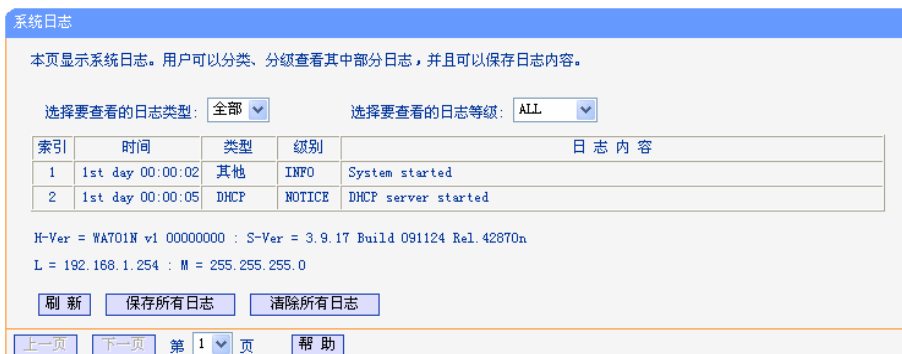 系统日志
本页显示系统日志。用户可以分类、分级查看其中部分日志，并且可以保存日志内容。
选择要查看的日志类型: 全部 选择要查看的日志等级: ALL
索引 时间 类型 级别 日 志 内 容
1 1st day 00:00:02 其他 INFO System started
2 1st day 00:00:05 DHCP NOTICE DHCP server started
H-Ver = WA701N v1 00000000 : S-Ver = 3.9.17 Build 091124 Rel.42870n
L = 192.168.1.254 : M = 255.255.255.0
刷 新 保存所有日志 清除所有日志
上一页 下一页 第 1 页 帮 助